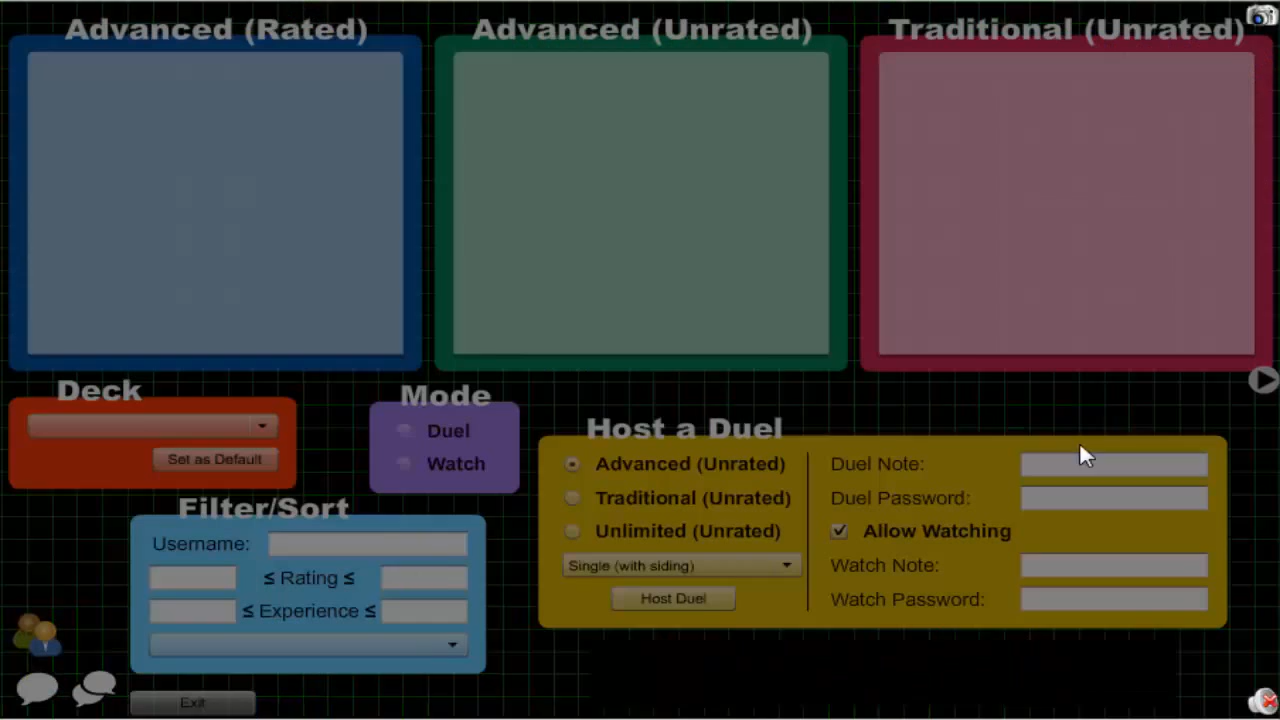 Advanced (Rated)
Advanced (Unrated)
Traditional (Unrated)
Deck
Set as Default
Mode
Duel
Watch
Filter/Sort
Username:
≤ Rating ≤
≤ Experience ≤
Exit
Host a Duel
Advanced (Unrated)
Traditional (Unrated)
Unlimited (Unrated)
Single (with siding)
Host Duel
Duel Note:
Duel Password:
Allow Watching
Watch Note:
Watch Password: